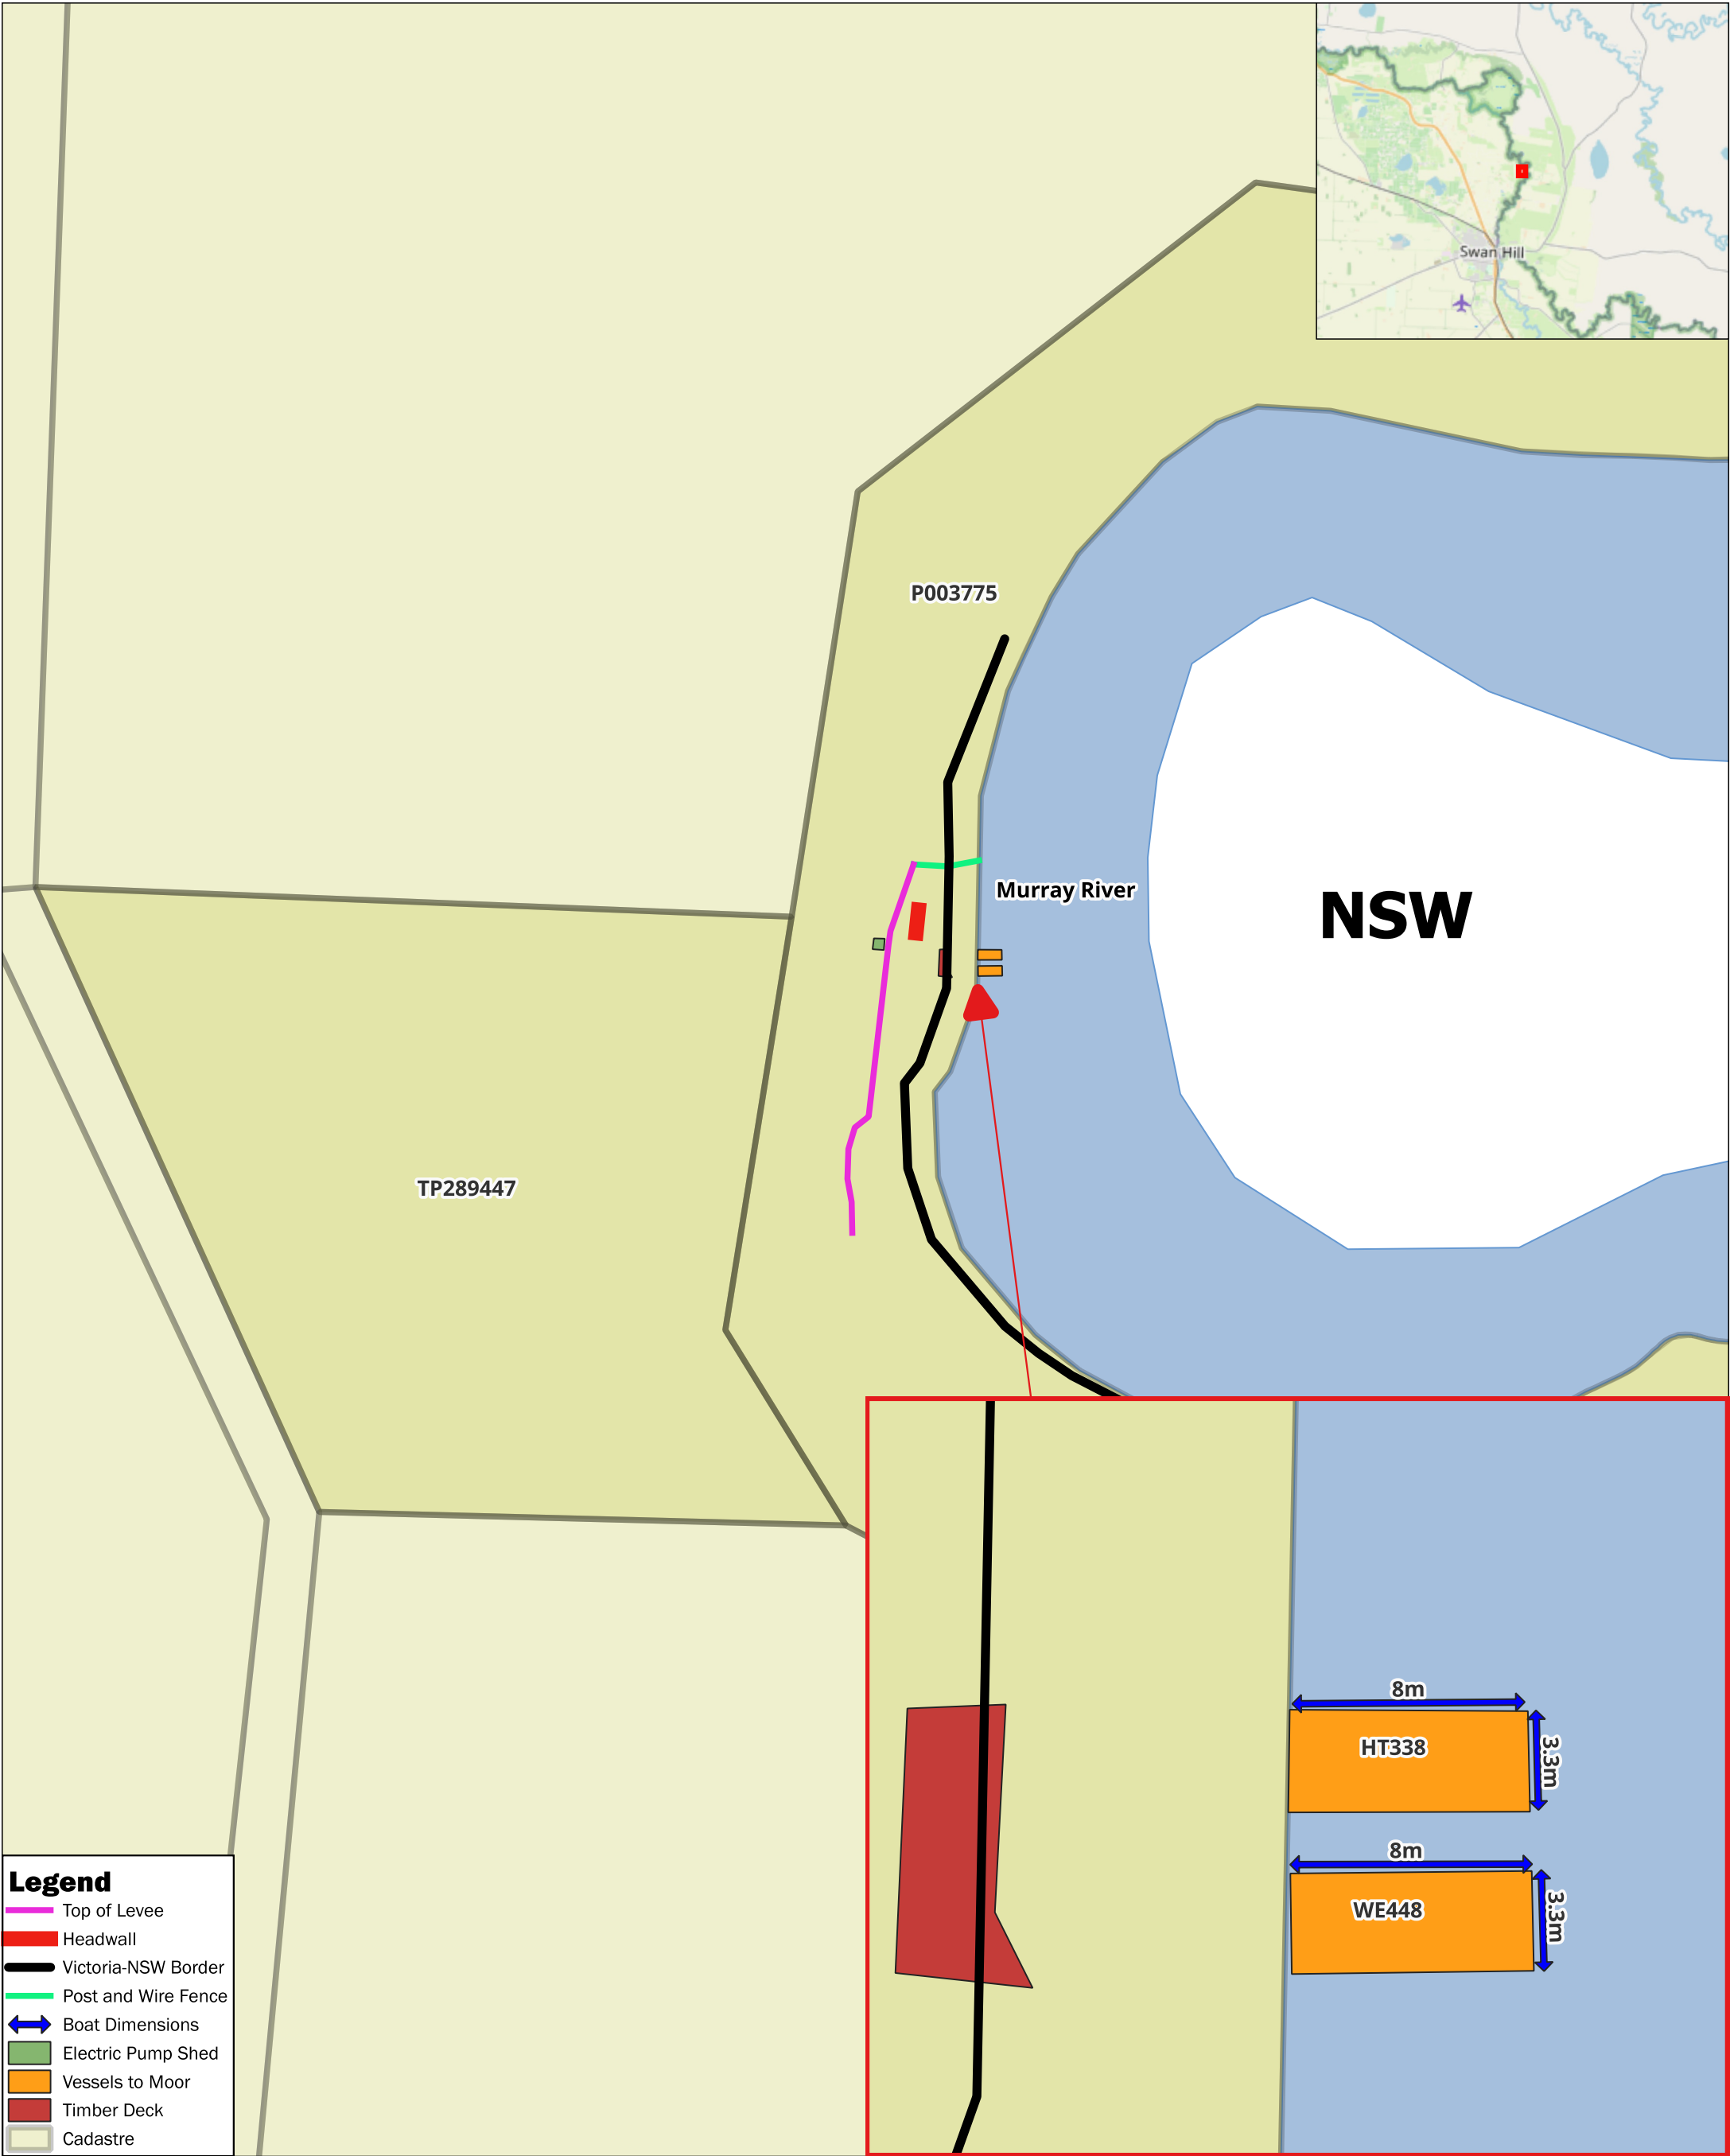 Swan Hill
P003775
Murray River
NSW
TP289447
8m
HT338
3.3m
8m
WE448
3.3m
Legend
Top of Levee
Headwall
Victoria-NSW Border
Post and Wire Fence
Boat Dimensions
Electric Pump Shed
Vessels to Moor
Timber Deck
Cadastre